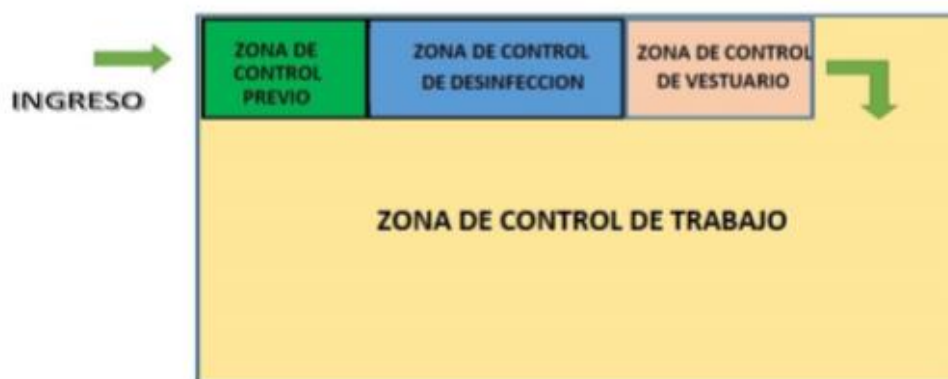 INGRESO
ZONA DE
CONTROL
PREVIO
ZONA DE CONTROL
DE DESINFECCION
ZONA DE CONTROL
DE VESTUARIO
ZONA DE CONTROL DE TRABAJO